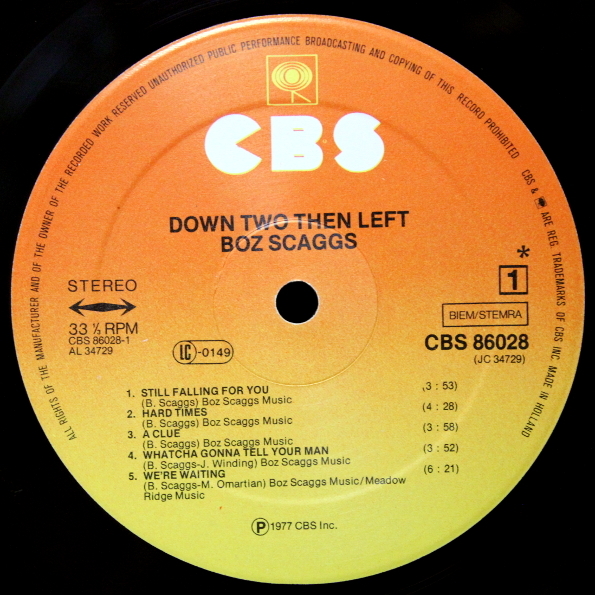 ALL RIGHTS OF THE MANUFACTURER AND OF THE OWNER OF THE RECORDED WORK RESERVED UNAUTHORIZED PUBLIC PERFORMANCE BROADCASTING AND COPYING OF THIS RECORD PROHIBITED CBS & ARE REG. TRADEMARKS OF CBS INC. MADE IN HOLLAND
CBS
DOWN TWO THEN LEFT
BOZ SCAGGS
STEREO
33 ⅓ RPM
CBS 86028-1
AL 34729
LC-0149
*
1
BIEM/STEMRA
CBS 86028
(JC 34729)
1. STILL FALLING FOR YOU (3 : 53)
(B. Scaggs) Boz Scaggs Music
2. HARD TIMES (4 : 28)
(B. Scaggs) Boz Scaggs Music
3. A CLUE (3 : 58)
(B. Scaggs) Boz Scaggs Music
4. WHATCHA GONNA TELL YOUR MAN (3 : 52)
(B. Scaggs-J. Winding) Boz Scaggs Music
5. WE'RE WAITING (6 : 21)
(B. Scaggs-M. Omartian) Boz Scaggs Music/Meadow
Ridge Music
Ⓟ 1977 CBS Inc.